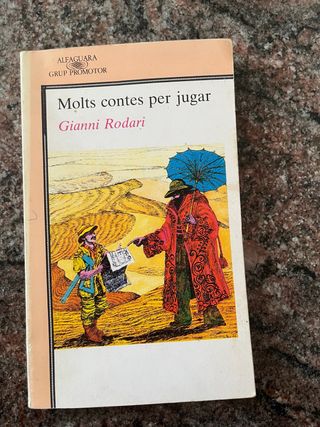 ALFAGUARA
GRUP PROMOTOR
Molts contes per jugar
Gianni Rodari